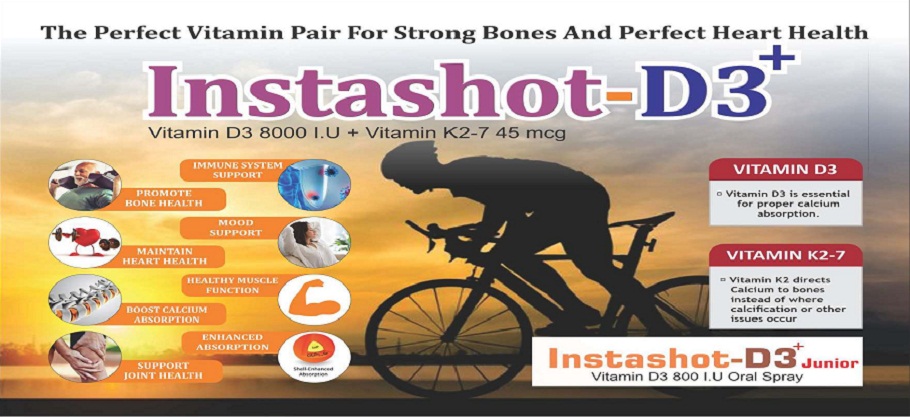 The Perfect Vitamin Pair For Strong Bones And Perfect Heart Health
Instashot-D3+
Vitamin D3 8000 I.U + Vitamin K2-7 45 mcg
IMMUNE SYSTEM
SUPPORT
PROMOTE
BONE HEALTH
MOOD
SUPPORT
MAINTAIN
HEART HEALTH
HEALTHY MUSCLE
FUNCTION
BOOST CALCIUM
ABSORPTION
ENHANCED
ABSORPTION
Shell-Enhanced
Absorption
SUPPORT
JOINT HEALTH
VITAMIN D3
▫ Vitamin D3 is essential
for proper calcium
absorption.
VITAMIN K2-7
▫ Vitamin K2 directs
Calcium to bones
instead of where
calcification or other
issues occur
Instashot-D3+ Junior
Vitamin D3 800 I.U Oral Spray